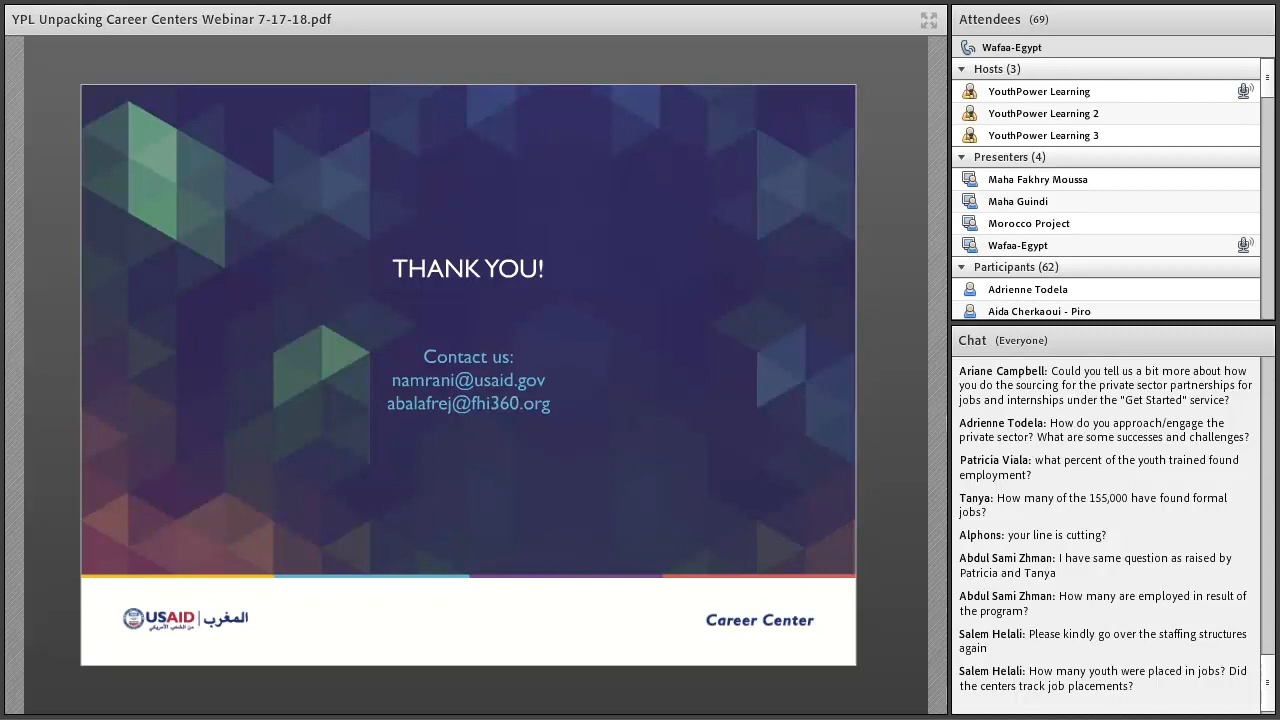 YPL Unpacking Career Centers Webinar 7-17-18.pdf
THANK YOU!
Contact us:
namrani@usaid.gov
abalafrej@fhi360.org
USAID المغرب
من الشعب الأمريكي
Career Center
Attendees (69)
Wafaa-Egypt
Hosts (3)
YouthPower Learning
YouthPower Learning 2
YouthPower Learning 3
Presenters (4)
Maha Fakhry Moussa
Maha Guindi
Morocco Project
Wafaa-Egypt
Participants (62)
Adrienne Todela
Aida Cherkaoui - Piro
Chat (Everyone)
Ariane Campbell: Could you tell us a bit more about how
you do the sourcing for the private sector partnerships for
jobs and internships under the "Get Started" service?
Adrienne Todela: How do you approach/engage the
private sector? What are some successes and challenges?
Patricia Viala: what percent of the youth trained found
employment?
Tanya: How many of the 155,000 have found formal
jobs?
Alphons: your line is cutting?
Abdul Sami Zhman: I have same question as raised by
Patricia and Tanya
Abdul Sami Zhman: How many are employed in result of
the program?
Salem Helali: Please kindly go over the staffing structures
again
Salem Helali: How many youth were placed in jobs? Did
the centers track job placements?